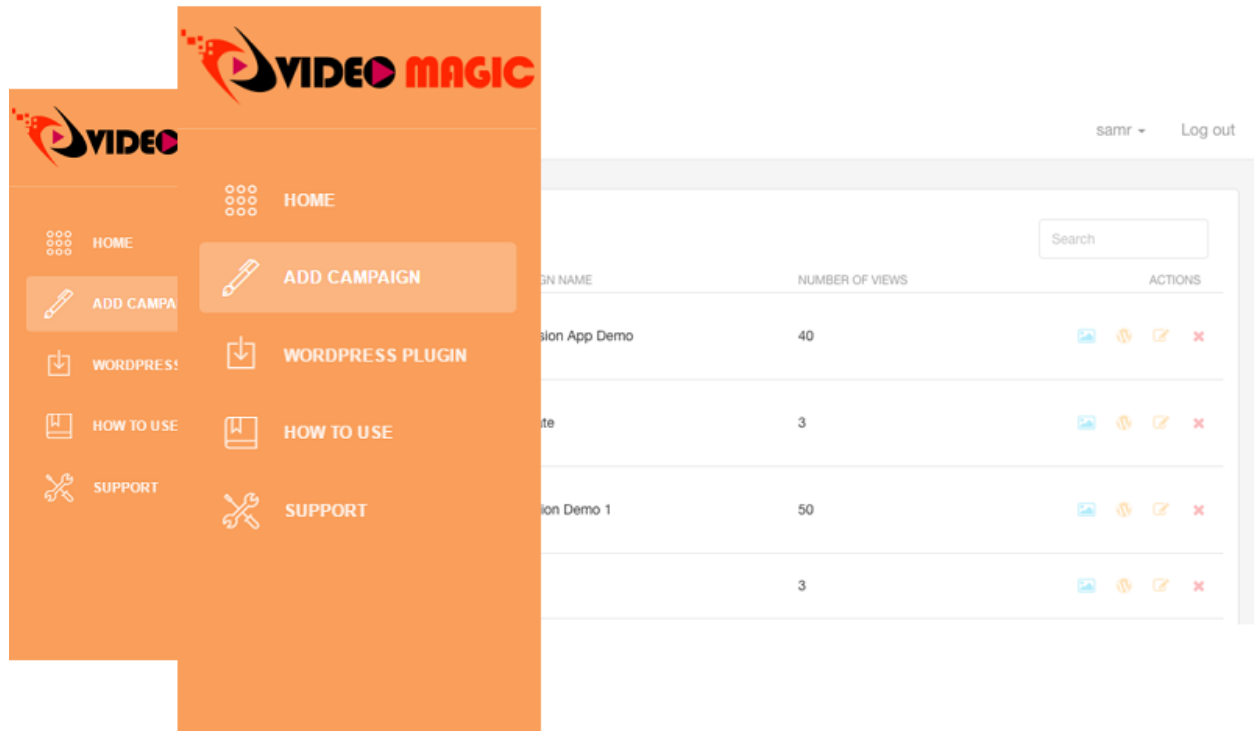 VIDEO MAGIC
HOME
ADD CAMPAIGN
WORDPRESS PLUGIN
HOW TO USE
SUPPORT
VIDEO
HOME
ADD CAMPA
WORDPRESS
HOW TO USE
SUPPORT
samr Log out
Search
GN NAME NUMBER OF VIEWS ACTIONS
sion App Demo 40
3
ion Demo 1 50
3